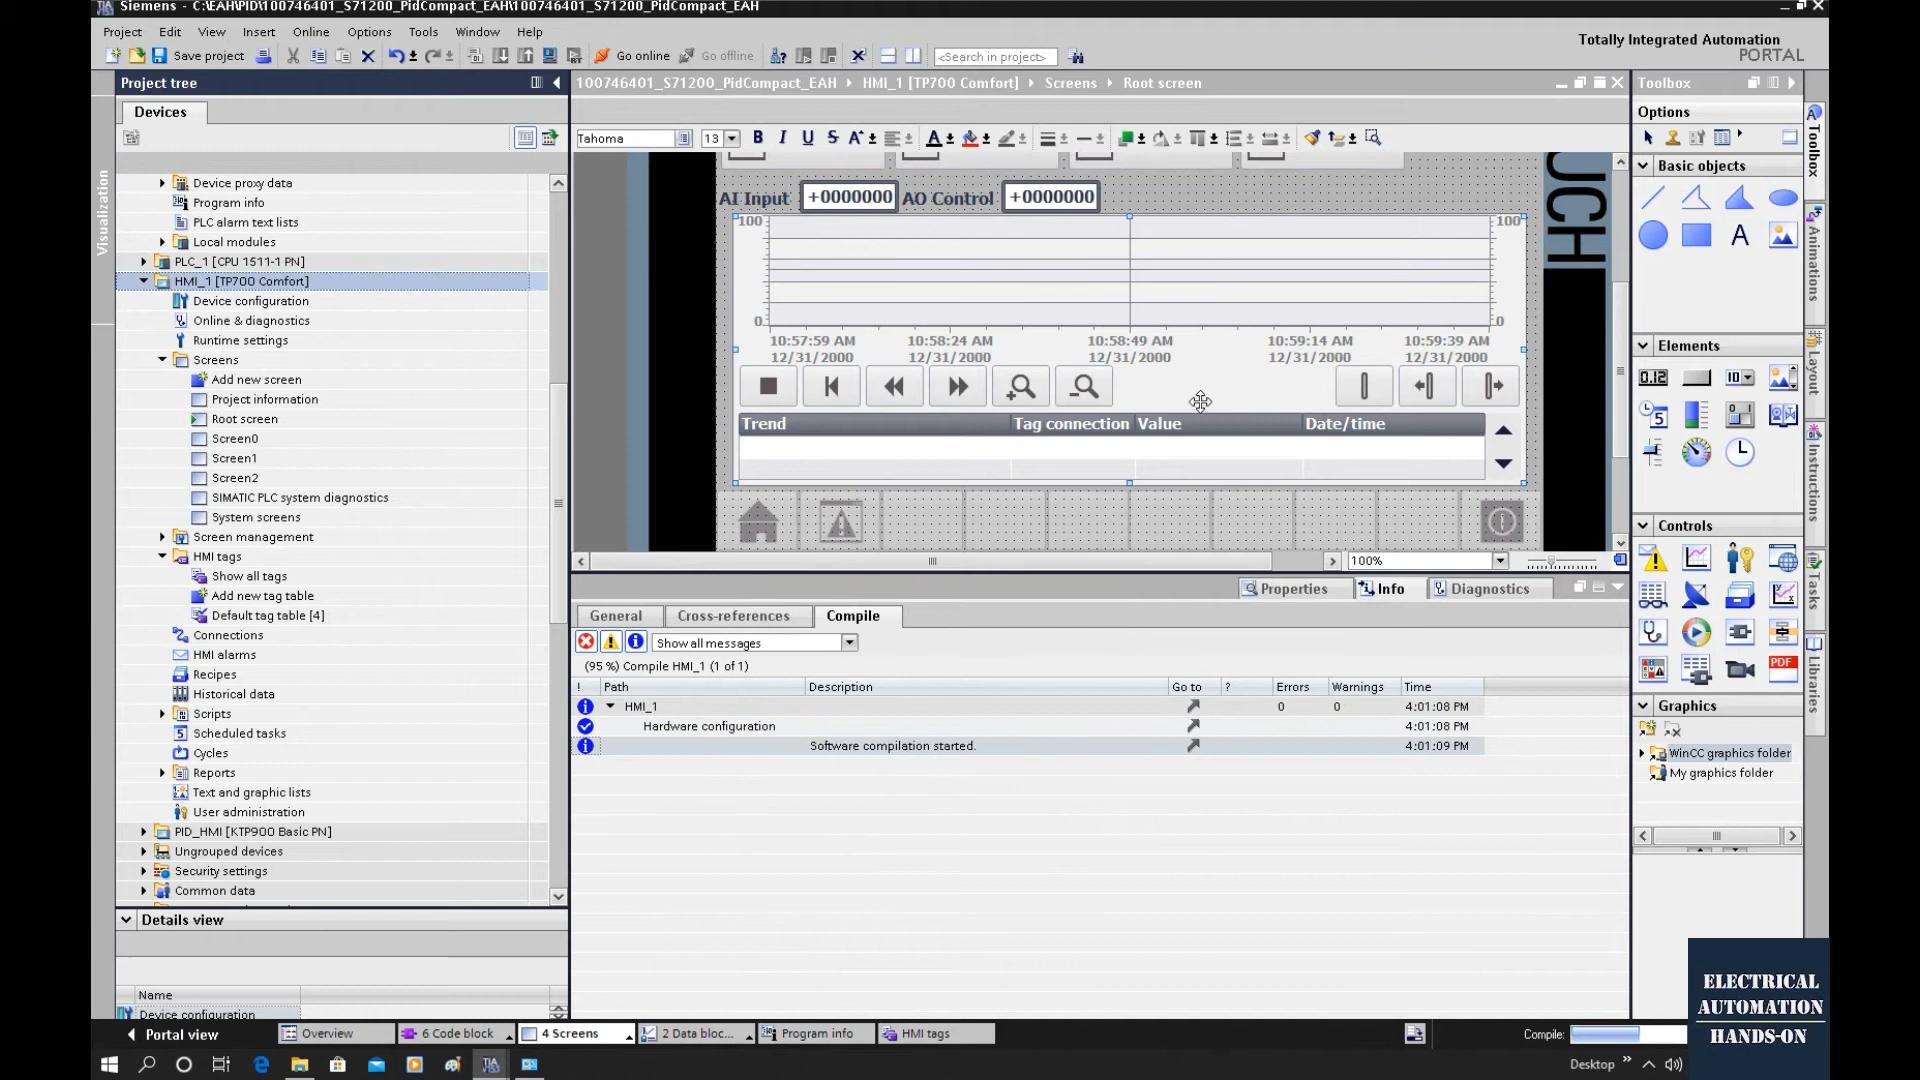 Siemens - C:\EAH\PID\100746401_S71200_PidCompact_EAH\100746401_S71200_PidCompact_EAH
Project Edit View Insert Online Options Tools Window Help
Totally Integrated Automation
PORTAL
Save project
Go online
Go offline
<Search in project>
Project tree
Devices
Visualization
Device proxy data
Program info
PLC alarm text lists
Local modules
PLC_1 [CPU 1511-1 PN]
HMI_1 [TP700 Comfort]
Device configuration
Online & diagnostics
Runtime settings
Screens
Add new screen
Project information
Root screen
Screen0
Screen1
Screen2
SIMATIC PLC system diagnostics
System screens
Screen management
HMI tags
Show all tags
Add new tag table
Default tag table [4]
Connections
HMI alarms
Recipes
Historical data
Scripts
Scheduled tasks
Cycles
Reports
Text and graphic lists
User administration
PID_HMI [KTP900 Basic PN]
Ungrouped devices
Security settings
Common data
Details view
Name
Device configuration
100746401_S71200_PidCompact_EAH HMI_1 [TP700 Comfort] Screens Root screen
Tahoma 13
B I U S A
AI Input +0000000 AO Control +0000000
100 100
0 0
10:57:59 AM 10:58:24 AM 10:58:49 AM 10:59:14 AM 10:59:39 AM
12/31/2000 12/31/2000 12/31/2000 12/31/2000 12/31/2000
Trend Tag connection Value Date/time
UCH
100%
Properties Info Diagnostics
General Cross-references Compile
Show all messages
(95 %) Compile HMI_1 (1 of 1)
! Path Description Go to ? Errors Warnings Time
HMI_1 0 0 4:01:08 PM
Hardware configuration 4:01:08 PM
Software compilation started. 4:01:09 PM
Toolbox
Options
Basic objects
A
Elements
0.12
10
Controls
PDF
Graphics
WinCC graphics folder
My graphics folder
Toolbox
Animations
Layout
Instructions
Tasks
Libraries
Portal view
Overview
6 Code block
4 Screens
2 Data bloc...
Program info
HMI tags
Compile:
Desktop
TIA
ELECTRICAL
AUTOMATION
HANDS-ON